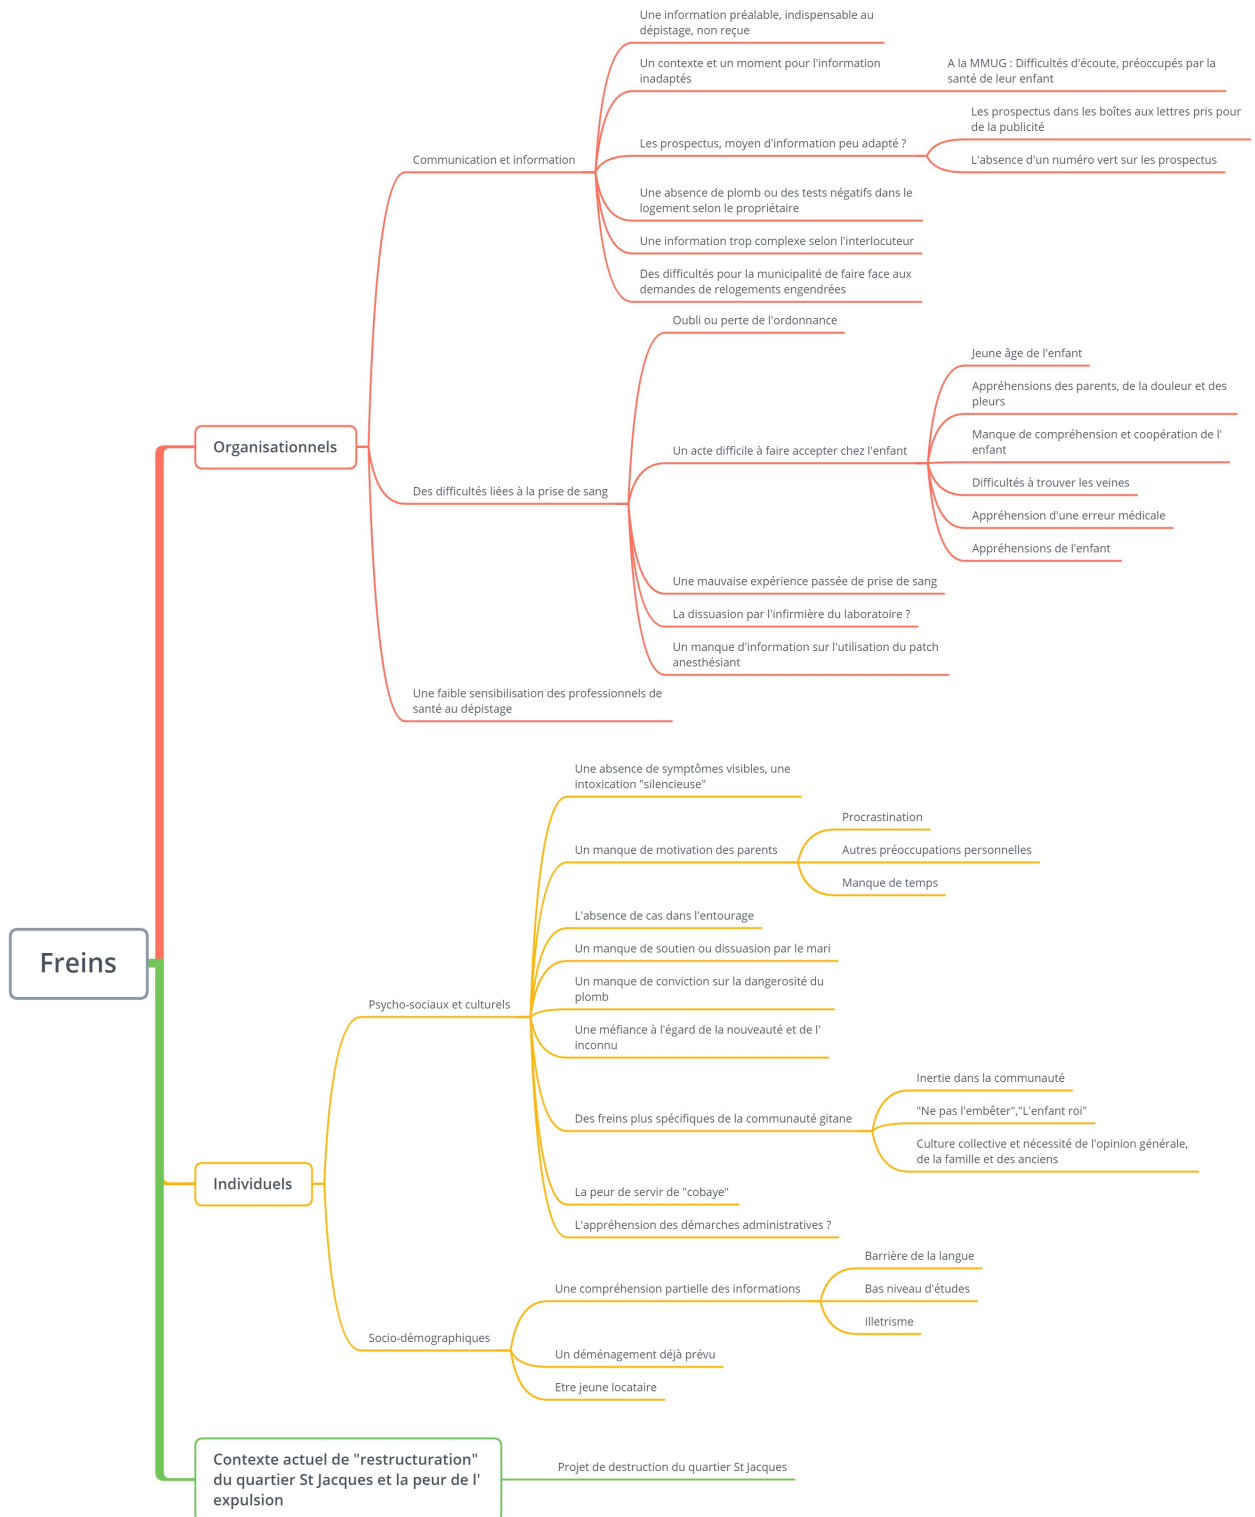 Freins
Organisationnels
Communication et information
Une information préalable, indispensable au
dépistage, non reçue
Un contexte et un moment pour l'information
inadaptés
A la MMUG : Difficultés d'écoute, préoccupés par la
santé de leur enfant
Les prospectus, moyen d'information peu adapté ?
Les prospectus dans les boîtes aux lettres pris pour
de la publicité
L'absence d'un numéro vert sur les prospectus
Une absence de plomb ou des tests négatifs dans le
logement selon le propriétaire
Une information trop complexe selon l'interlocuteur
Des difficultés pour la municipalité de faire face aux
demandes de relogements engendrées
Des difficultés liées à la prise de sang
Oubli ou perte de l'ordonnance
Un acte difficile à faire accepter chez l'enfant
Jeune âge de l'enfant
Appréhensions des parents, de la douleur et des
pleurs
Manque de compréhension et coopération de l'
enfant
Difficultés à trouver les veines
Appréhension d'une erreur médicale
Appréhensions de l'enfant
Une mauvaise expérience passée de prise de sang
La dissuasion par l'infirmière du laboratoire ?
Un manque d'information sur l'utilisation du patch
anesthésiant
Une faible sensibilisation des professionnels de
santé au dépistage
Individuels
Psycho-sociaux et culturels
Une absence de symptômes visibles, une
intoxication "silencieuse"
Un manque de motivation des parents
Procrastination
Autres préoccupations personnelles
Manque de temps
L'absence de cas dans l'entourage
Un manque de soutien ou dissuasion par le mari
Un manque de conviction sur la dangerosité du
plomb
Une méfiance à l'égard de la nouveauté et de l'
inconnu
Des freins plus spécifiques de la communauté gitane
Inertie dans la communauté
"Ne pas l'embêter","L'enfant roi"
Culture collective et nécessité de l'opinion générale,
de la famille et des anciens
La peur de servir de "cobaye"
L'appréhension des démarches administratives ?
Socio-démographiques
Une compréhension partielle des informations
Barrière de la langue
Bas niveau d'études
Illetrisme
Un déménagement déjà prévu
Etre jeune locataire
Contexte actuel de "restructuration"
du quartier St Jacques et la peur de l'
expulsion
Projet de destruction du quartier St Jacques